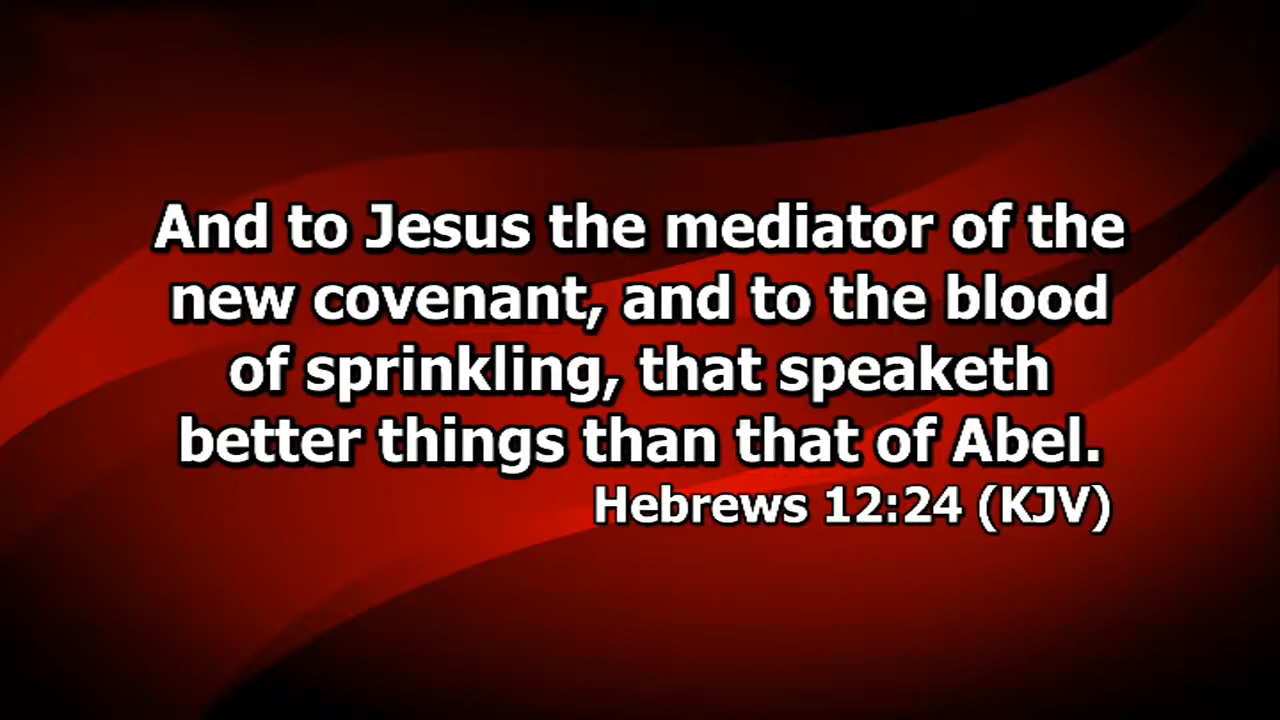 And to Jesus the mediator of the
new covenant, and to the blood
of sprinkling, that speaketh
better things than that of Abel.
Hebrews 12:24 (KJV)